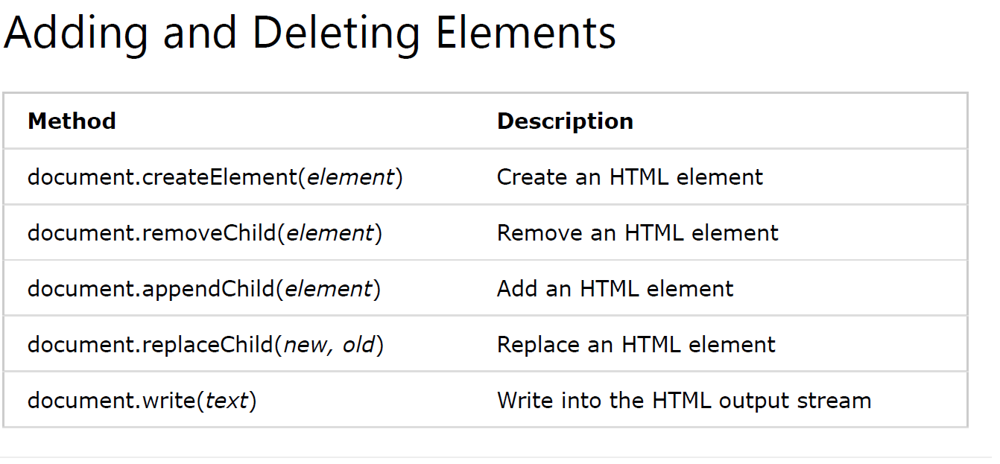 Adding and Deleting Elements
Method Description
document.createElement(element) Create an HTML element
document.removeChild(element) Remove an HTML element
document.appendChild(element) Add an HTML element
document.replaceChild(new, old) Replace an HTML element
document.write(text) Write into the HTML output stream